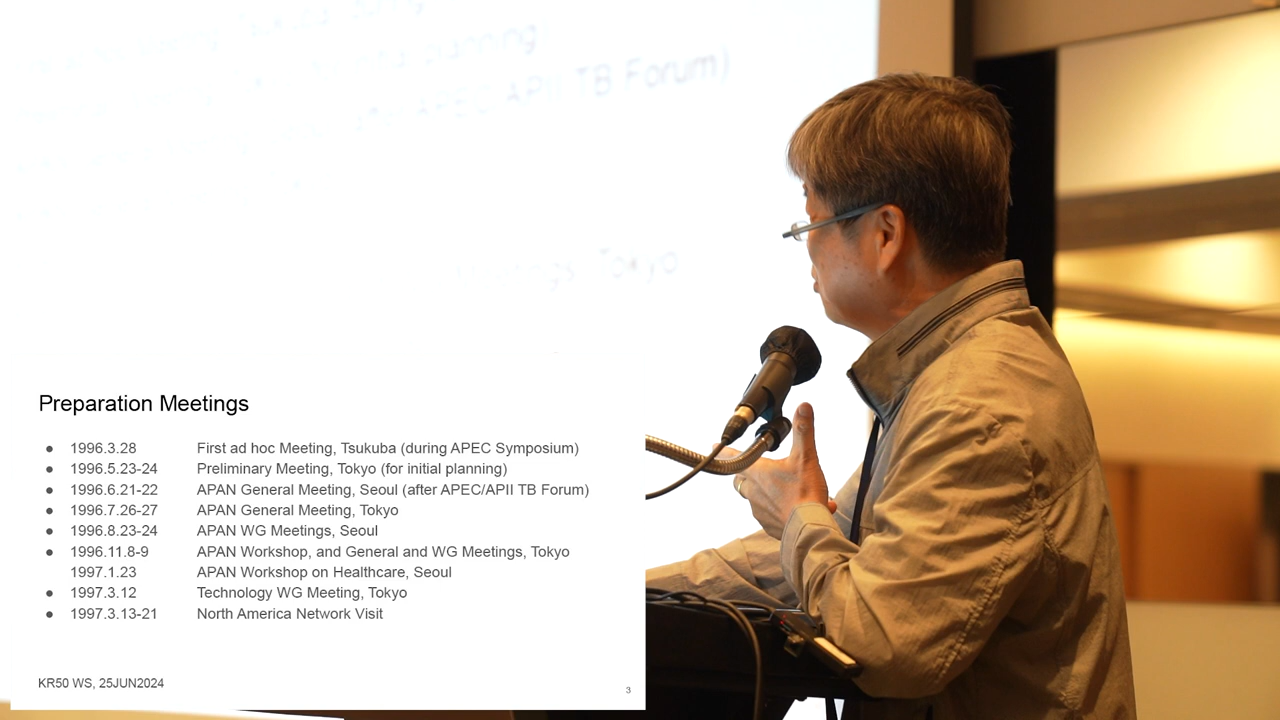 APII TB Forum)
Tokyo
Preparation Meetings
● 1996.3.28 First ad hoc Meeting, Tsukuba (during APEC Symposium)
● 1996.5.23-24 Preliminary Meeting, Tokyo (for initial planning)
● 1996.6.21-22 APAN General Meeting, Seoul (after APEC/APII TB Forum)
● 1996.7.26-27 APAN General Meeting, Tokyo
● 1996.8.23-24 APAN WG Meetings, Seoul
● 1996.11.8-9 APAN Workshop, and General and WG Meetings, Tokyo
1997.1.23 APAN Workshop on Healthcare, Seoul
● 1997.3.12 Technology WG Meeting, Tokyo
● 1997.3.13-21 North America Network Visit
KR50 WS, 25JUN2024
3